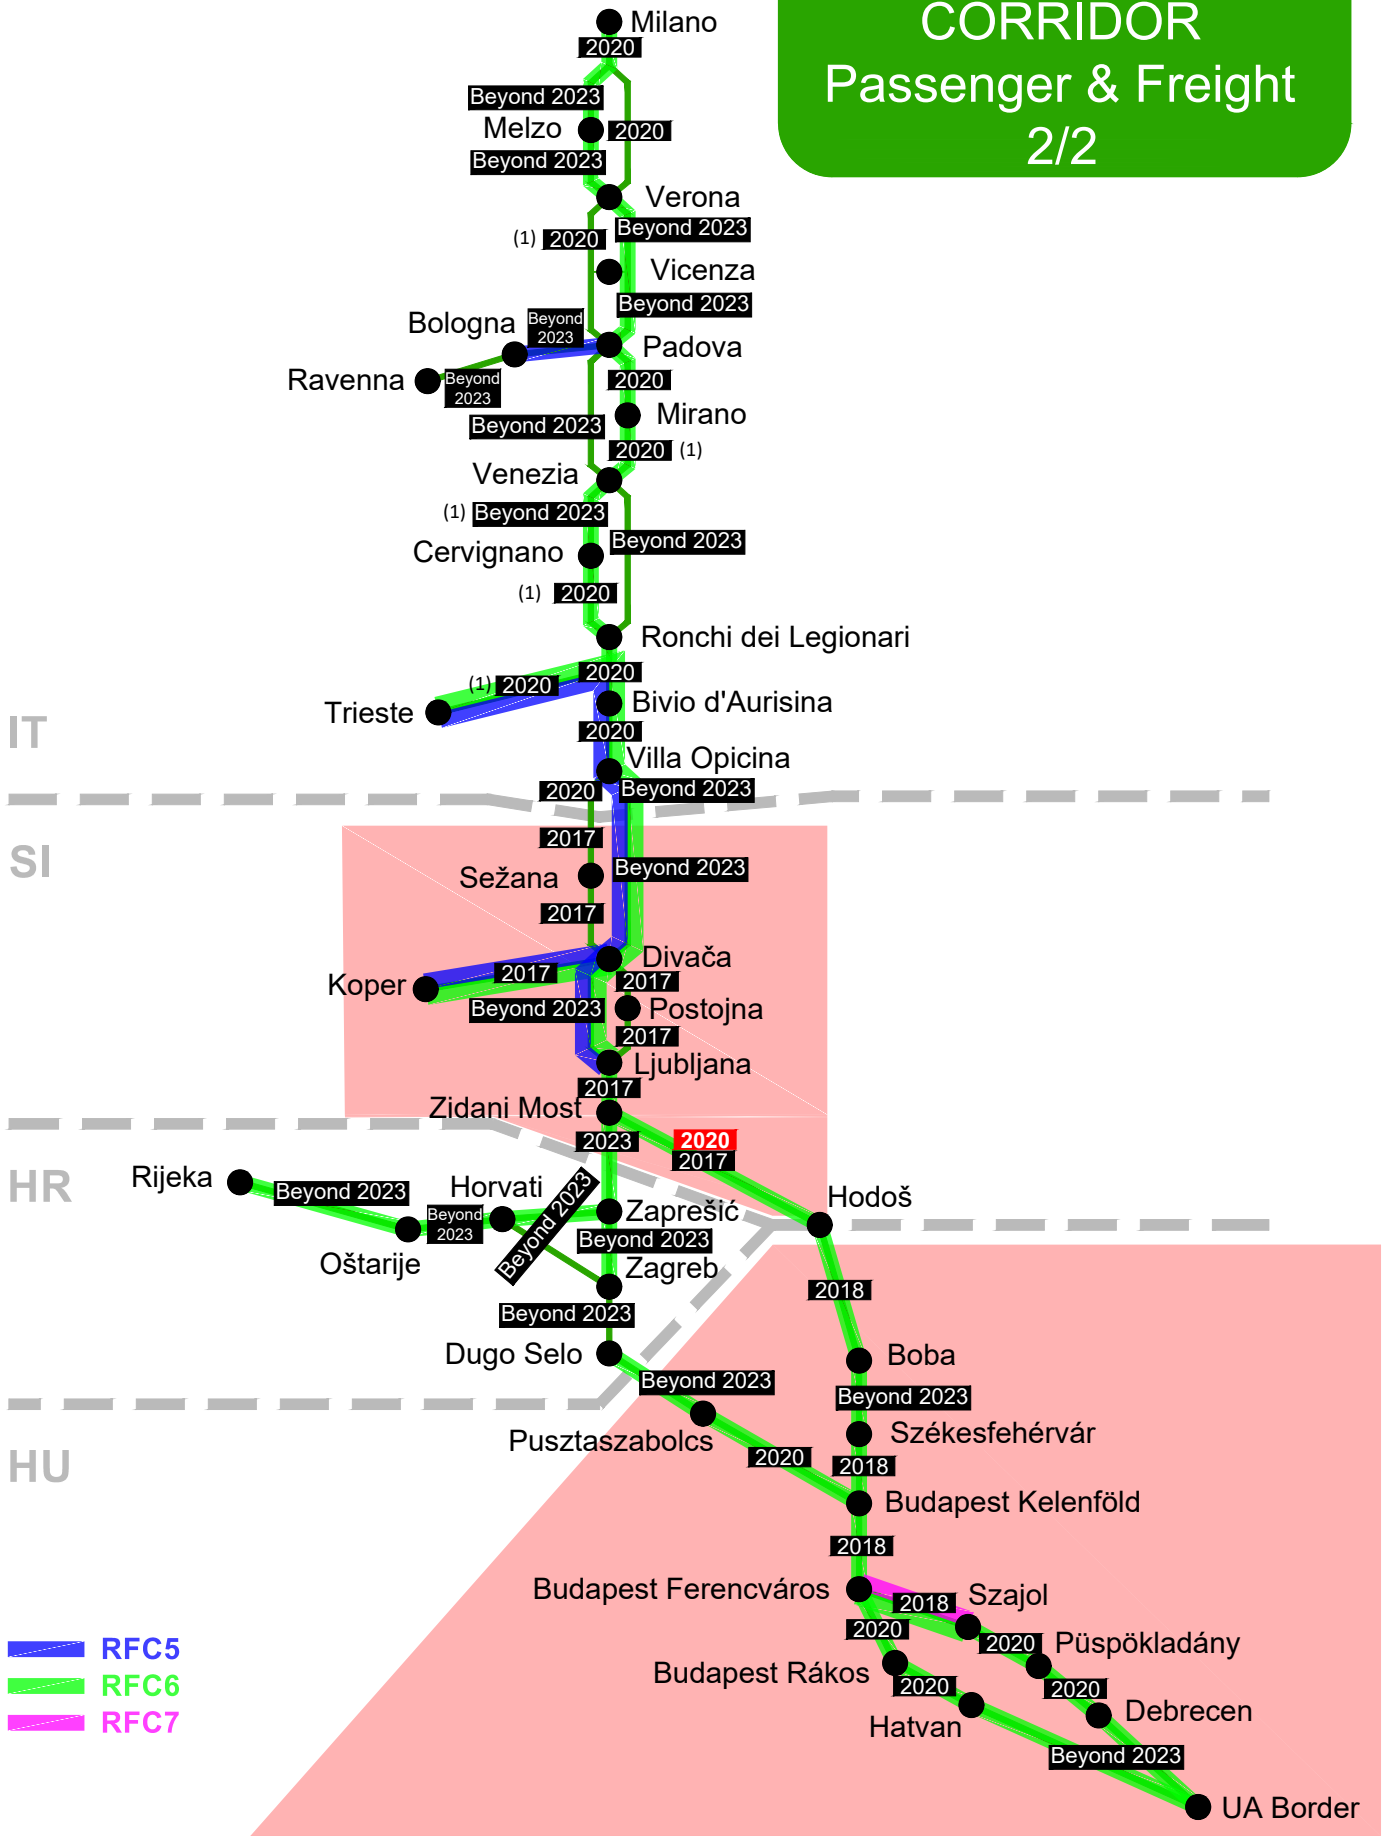 CORRIDOR
Passenger & Freight
2/2
Milano
2020
Beyond 2023
Melzo
2020
Beyond 2023
Verona
Beyond 2023
(1) 2020
Vicenza
Beyond 2023
Bologna
Beyond
2023
Padova
Ravenna
Beyond
2023
2020
Mirano
Beyond 2023
2020 (1)
Venezia
(1) Beyond 2023
Beyond 2023
Cervignano
(1) 2020
Ronchi dei Legionari
2020
(1) 2020
Trieste
Bivio d'Aurisina
IT
2020
Villa Opicina
2020
Beyond 2023
SI
2017
Beyond 2023
Sežana
2017
Divača
2017
2017
Koper
Beyond 2023
Postojna
2017
Ljubljana
2017
Zidani Most
2023
2020
2017
HR
Rijeka
Beyond 2023
Horvati
Beyond
2023
Beyond 2023
Zaprešić
Hodoš
Beyond 2023
Oštarije
Zagreb
2018
Beyond 2023
Dugo Selo
Boba
Beyond 2023
Beyond 2023
HU
Pusztaszabolcs
Székesfehérvár
2020
2018
Budapest Kelenföld
2018
Budapest Ferencváros
2018
Szajol
2020
2020
Püspökladány
RFC5
RFC6
RFC7
Budapest Rákos
2020
2020
Hatvan
Debrecen
Beyond 2023
UA Border